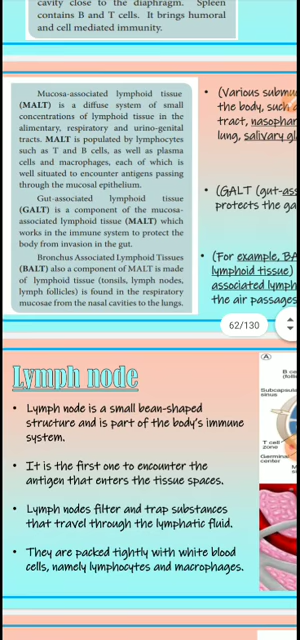 cavity close to the diaphragm. Spleen
contains B and T cells. It brings humoral
and cell mediated immunity.
Mucosa-associated lymphoid tissue
(MALT) is a diffuse system of small
concentrations of lymphoid tissue in the
alimentary, respiratory and urino-genital
tracts. MALT is populated by lymphocytes
such as T and B cells, as well as plasma
cells and macrophages, each of which is
well situated to encounter antigens passing
through the mucosal epithelium.
Gut-associated lymphoid tissue
(GALT) is a component of the mucosa-
associated lymphoid tissue (MALT) which
works in the immune system to protect the
body from invasion in the gut.
Bronchus Associated Lymphoid Tissues
(BALT) also a component of MALT is made
of lymphoid tissue (tonsils, lymph nodes,
lymph follicles) is found in the respiratory
mucosae from the nasal cavities to the lungs.
• (Various submu
the body, such
tract, nasophar
lung, salivary gl
• (GALT (gut-ass
protects the ga
• (For example, BA
lymphoid tissue)
associated lymph
the air passages
62/130
Lymph node
• Lymph node is a small bean-shaped
structure and is part of the body's immune
system.
• It is the first one to encounter the
antigen that enters the tissue spaces.
• Lymph nodes filter and trap substances
that travel through the lymphatic fluid.
• They are packed tightly with white blood
cells, namely lymphocytes and macrophages.
A
B ce
(folli
Subcapsula
sinus
T cell
zone
Germinal
center
M